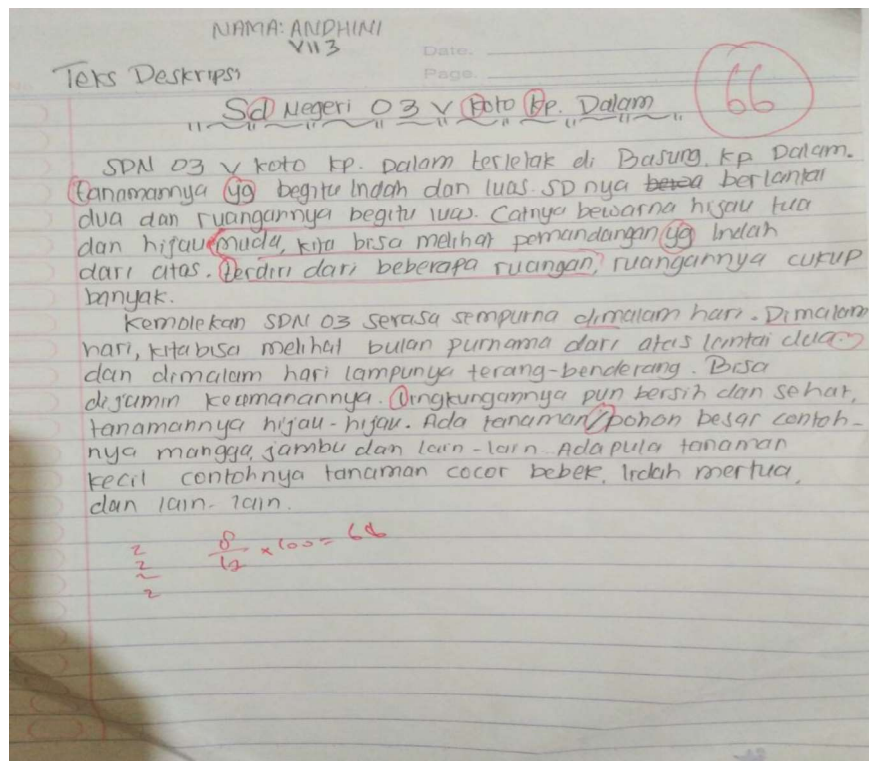 NAMA: ANDHINI
VII 3
Date.
Page.
Teks Deskripsi
66
Sd Negeri 03 V Koto Kp. Dalam
SDN 03 V Koto Kp. Dalam terletak di Basung, Kp Dalam.
tanamannya yg begitu Indah dan luas. SD nya berlantai
dua dan ruangannya begitu luas. Catnya bewarna hijau tua
dan hijau muda, kita bisa melihat pemandangan yg Indah
dari atas. terdiri dari beberapa ruangan, ruangannya cukup
banyak.
Kemolekan SDN 03 serasa sempurna dimalam hari. Dimalam
hari, kita bisa melihat bulan purnama dari atas lantai dua
dan dimalam hari lampunya terang-benderang. Bisa
dijamin keamanannya. lingkungannya pun bersih dan sehat,
tanamannya hijau-hijau. Ada tanaman/pohon besar contoh-
nya mangga, jambu dan lain-lain. Ada pula tanaman
kecil contohnya tanaman cocor bebek, lidah mertua,
dan lain-lain.
2
2
2
2
8/12 × 100 = 66